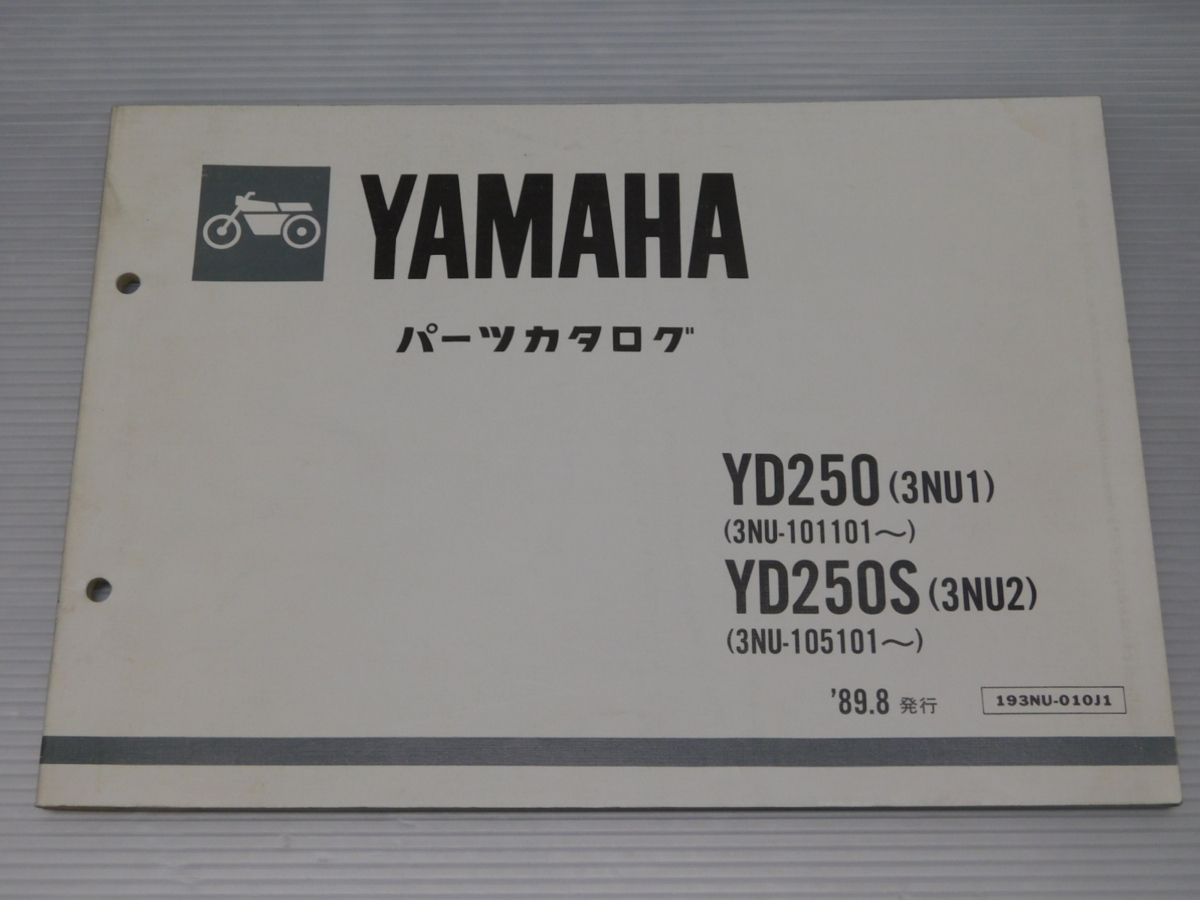 YAMAHA
パーツカタログ
YD250 (3NU1)
(3NU-101101〜)
YD250S (3NU2)
(3NU-105101〜)
'89.8 発行 193NU-010J1